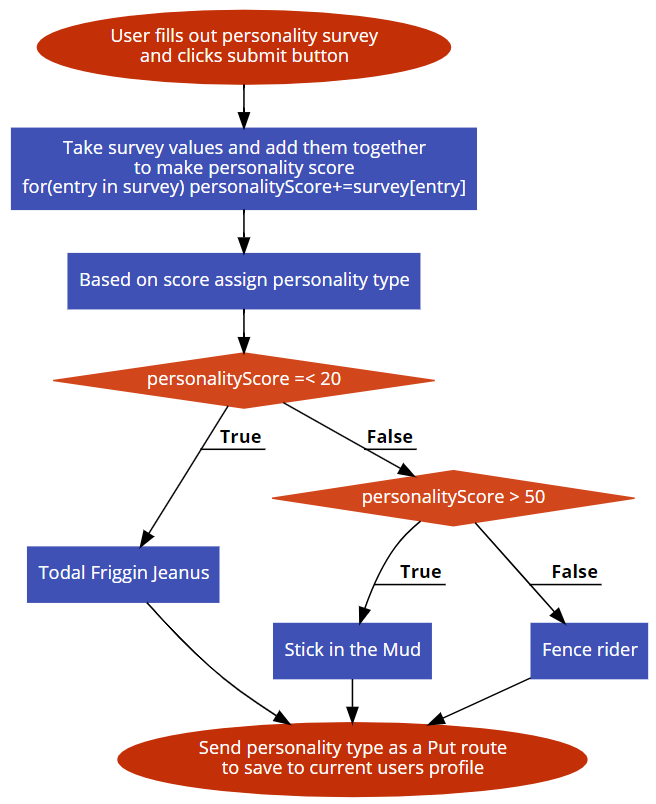 User fills out personality survey
and clicks submit button
Take survey values and add them together
to make personality score
for(entry in survey) personalityScore+=survey[entry]
Based on score assign personality type
personalityScore =< 20
True
False
personalityScore > 50
Todal Friggin Jeanus
True
False
Stick in the Mud
Fence rider
Send personality type as a Put route
to save to current users profile